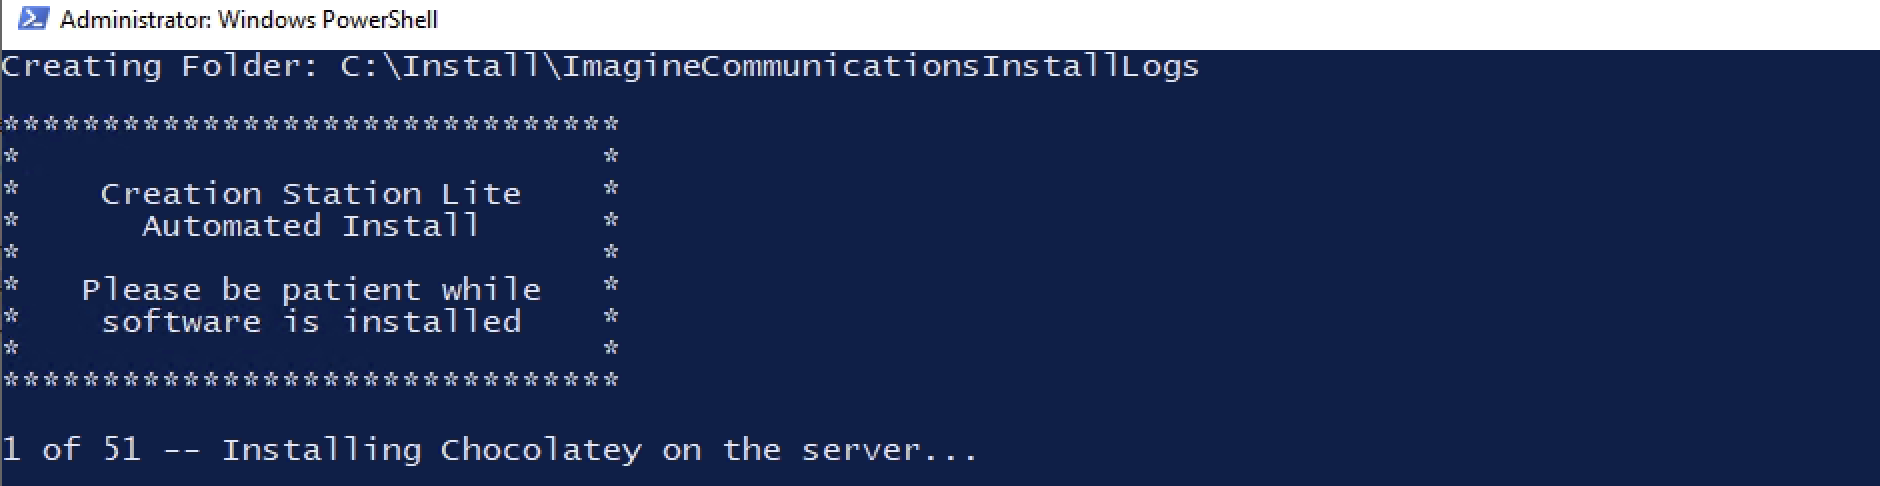 Administrator: Windows PowerShell
Creating Folder: C:\Install\ImagineCommunicationsInstallLogs
*******************************
*                             *
*    Creation Station Lite    *
*      Automated Install      *
*                             *
*   Please be patient while   *
*    software is installed    *
*                             *
*******************************
1 of 51 -- Installing Chocolatey on the server...